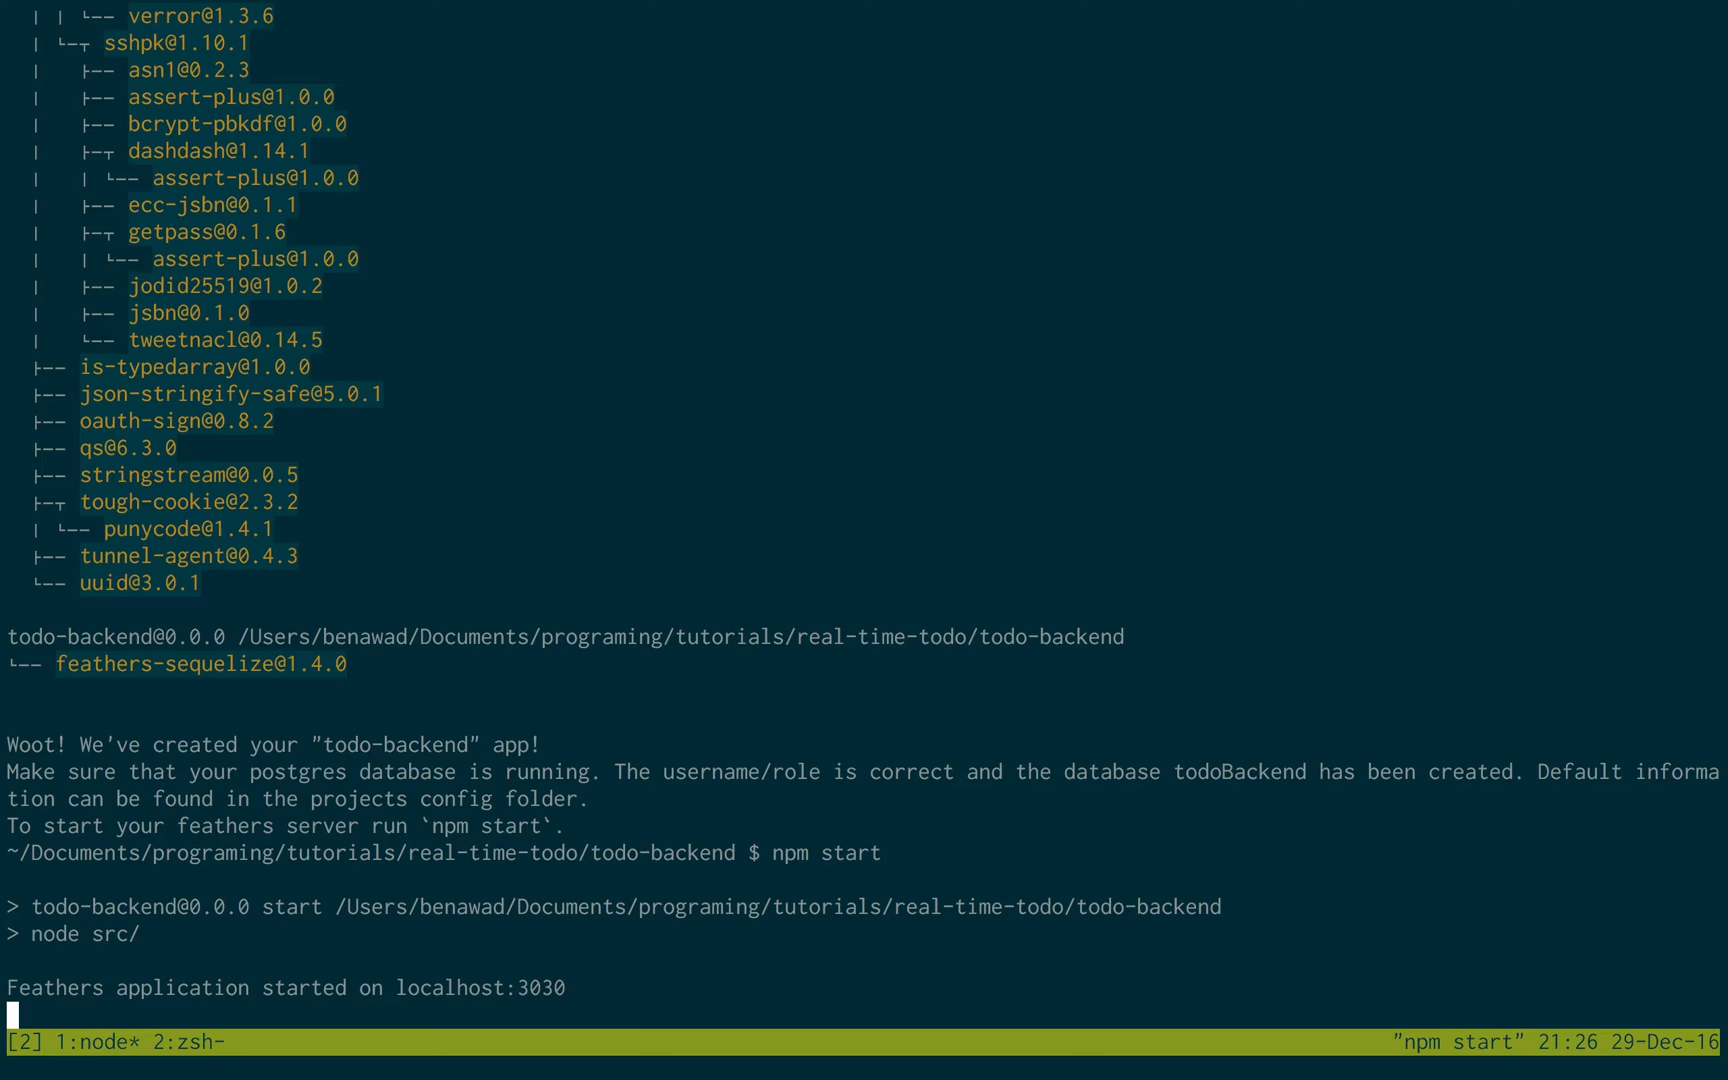 | | └── verror@1.3.6
| └─┬ sshpk@1.10.1
|   ├── asn1@0.2.3
|   ├── assert-plus@1.0.0
|   ├── bcrypt-pbkdf@1.0.0
|   ├─┬ dashdash@1.14.1
|   | └── assert-plus@1.0.0
|   ├── ecc-jsbn@0.1.1
|   ├─┬ getpass@0.1.6
|   | └── assert-plus@1.0.0
|   ├── jodid25519@1.0.2
|   ├── jsbn@0.1.0
|   └── tweetnacl@0.14.5
├── is-typedarray@1.0.0
├── json-stringify-safe@5.0.1
├── oauth-sign@0.8.2
├── qs@6.3.0
├── stringstream@0.0.5
├─┬ tough-cookie@2.3.2
| └── punycode@1.4.1
├── tunnel-agent@0.4.3
└── uuid@3.0.1
todo-backend@0.0.0 /Users/benawad/Documents/programing/tutorials/real-time-todo/todo-backend
└── feathers-sequelize@1.4.0
Woot! We've created your "todo-backend" app!
Make sure that your postgres database is running. The username/role is correct and the database todoBackend has been created. Default informa
tion can be found in the projects config folder.
To start your feathers server run `npm start`.
~/Documents/programing/tutorials/real-time-todo/todo-backend $ npm start
> todo-backend@0.0.0 start /Users/benawad/Documents/programing/tutorials/real-time-todo/todo-backend
> node src/
Feathers application started on localhost:3030
[2] 1:node* 2:zsh- "npm start" 21:26 29-Dec-16